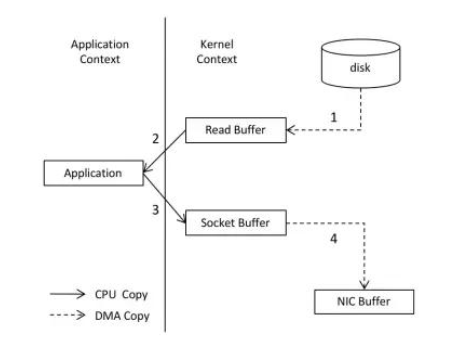 Application
Context
Kernel
Context
disk
1
Read Buffer
2
Application
3
Socket Buffer
4
NIC Buffer
CPU Copy
DMA Copy